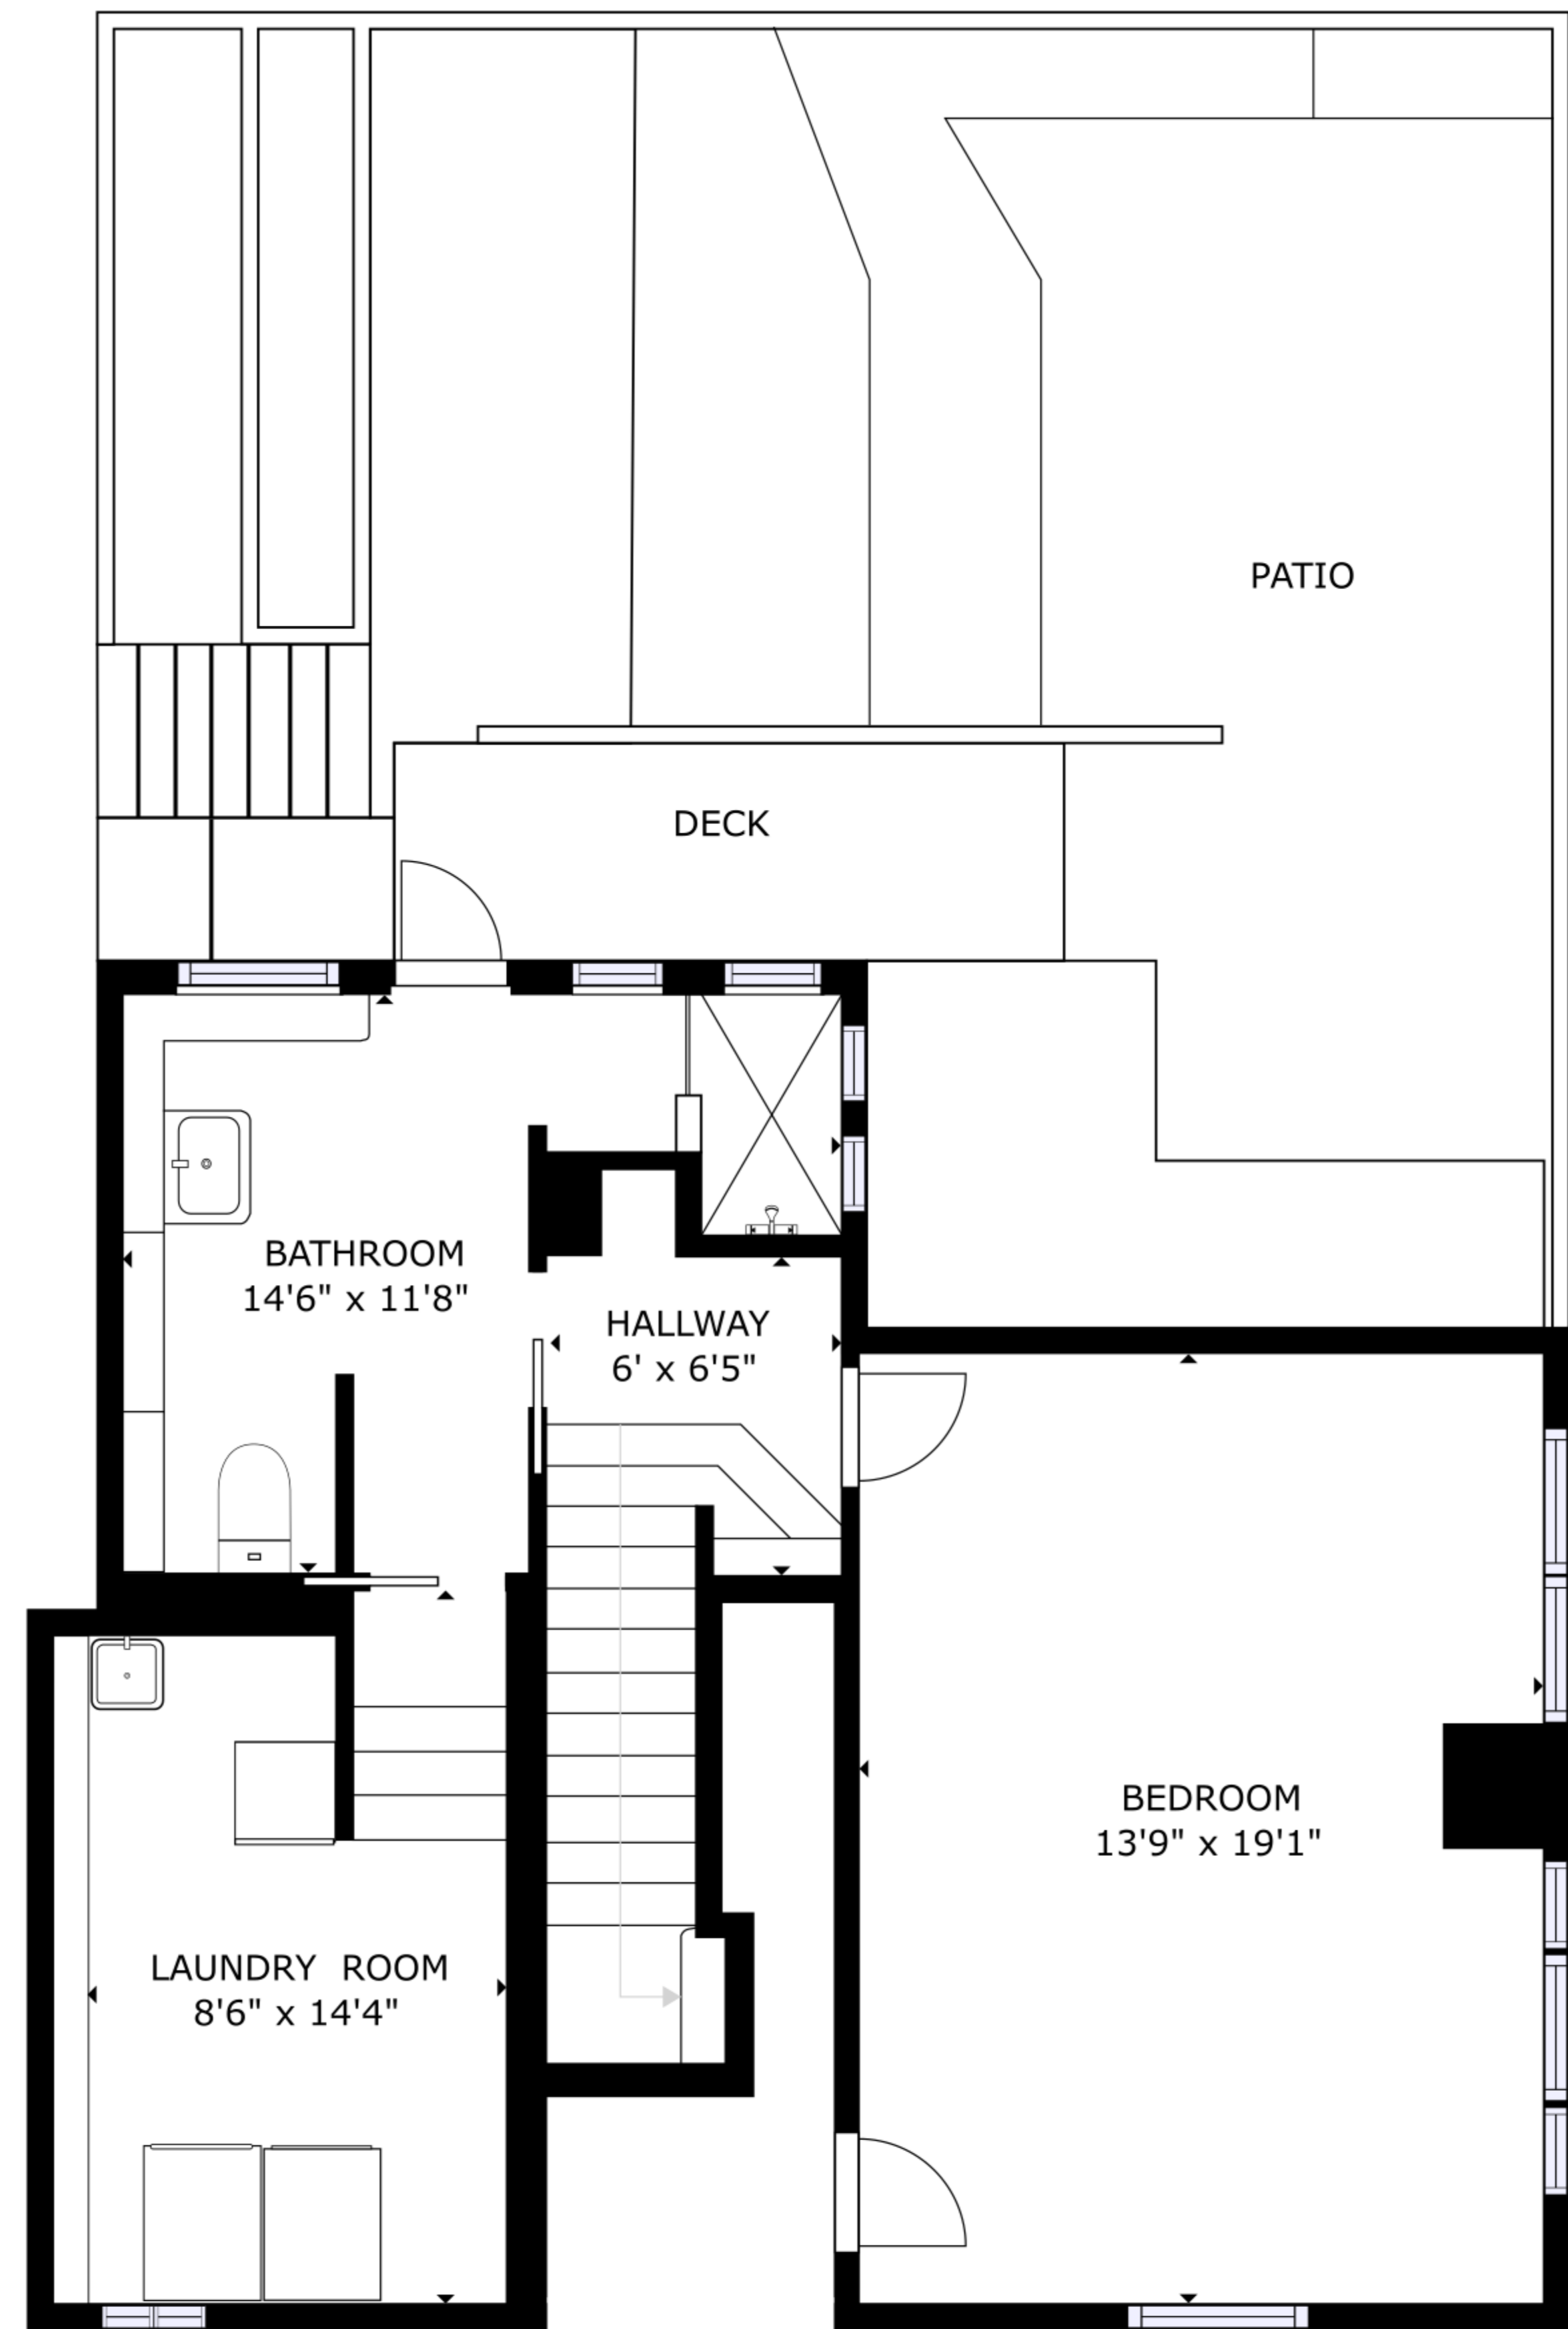 PATIO
DECK
BATHROOM
14'6" x 11'8"
HALLWAY
6' x 6'5"
BEDROOM
13'9" x 19'1"
LAUNDRY ROOM
8'6" x 14'4"